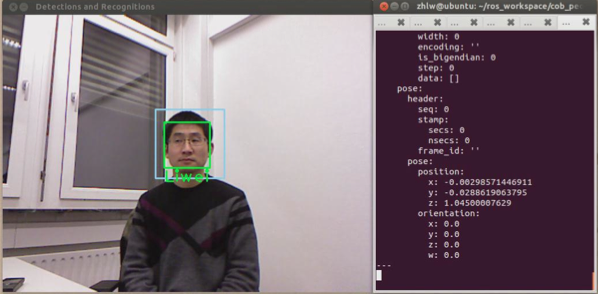 Detections and Recognitions
Liwei
zhlw@ubuntu: ~/ros_workspace/cob_pe
width: 0
encoding: ''
is_bigendian: 0
step: 0
data: []
pose:
header:
seq: 0
stamp:
secs: 0
nsecs: 0
frame_id: ''
pose:
position:
x: -0.00298571446911
y: -0.0288619063795
z: 1.04500007629
orientation:
x: 0.0
y: 0.0
z: 0.0
w: 0.0
---